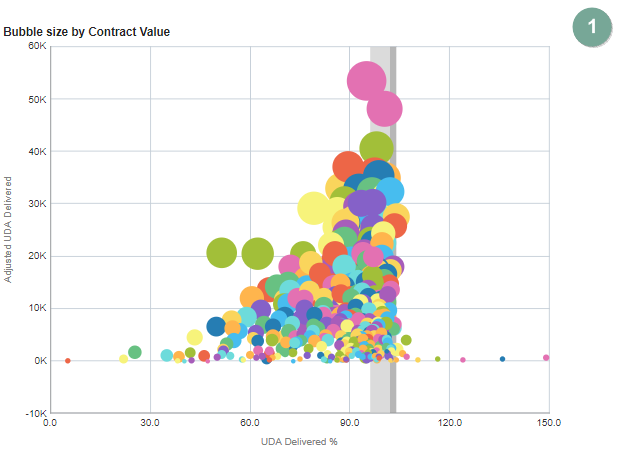 Bubble size by Contract Value
1
60K
50K
40K
30K
20K
10K
0K
-10K
Adjusted UDA Delivered
0.0
30.0
60.0
90.0
120.0
150.0
UDA Delivered %